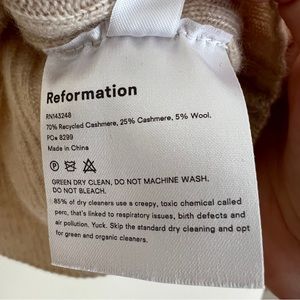 Reformation
RN143248
70% Recycled Cashmere, 25% Cashmere, 5% Wool.
PO# 8299
Made in China
P
GREEN DRY CLEAN, DO NOT MACHINE WASH.
DO NOT BLEACH.
85% of dry cleaners use a creepy, toxic chemical called
perc, that's linked to respiratory issues, birth defects and
air pollution. Yuck. Skip the standard dry cleaning and opt
for green and organic cleaners.